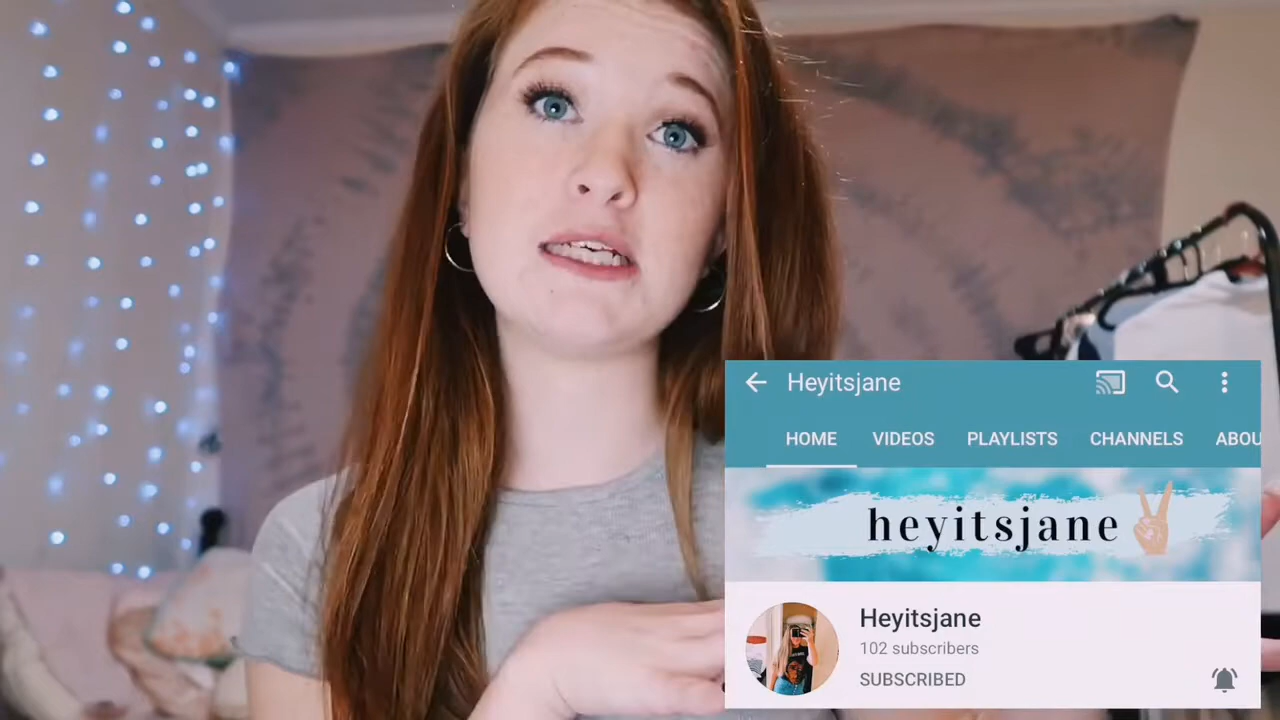 Heyitsjane
HOME VIDEOS PLAYLISTS CHANNELS ABOU
heyitsjane
Heyitsjane
102 subscribers
SUBSCRIBED